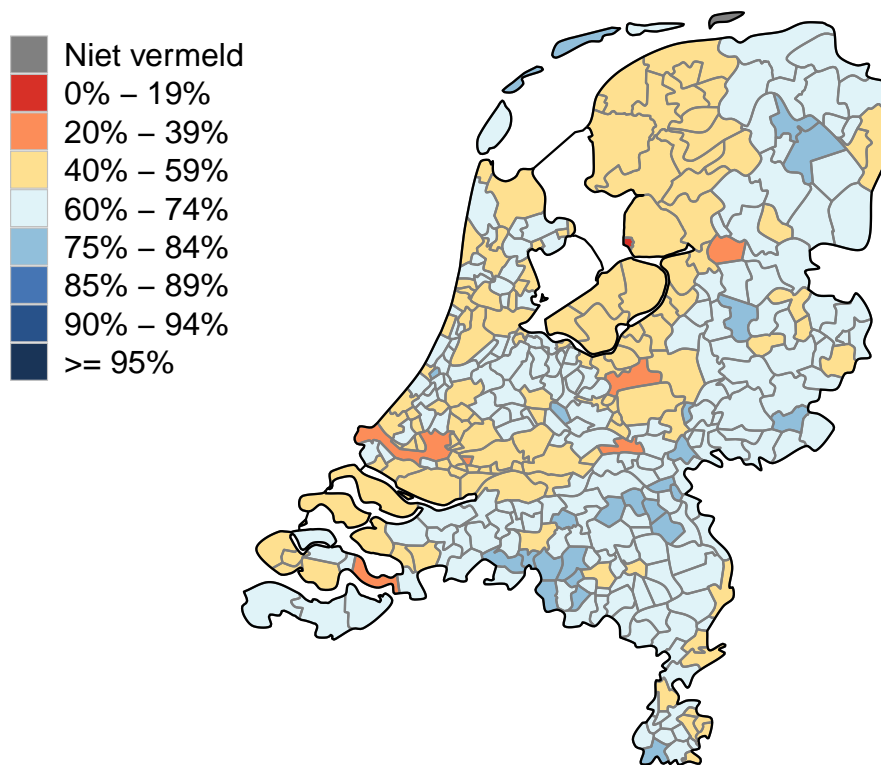 Niet vermeld
0% – 19%
20% – 39%
40% – 59%
60% – 74%
75% – 84%
85% – 89%
90% – 94%
>= 95%